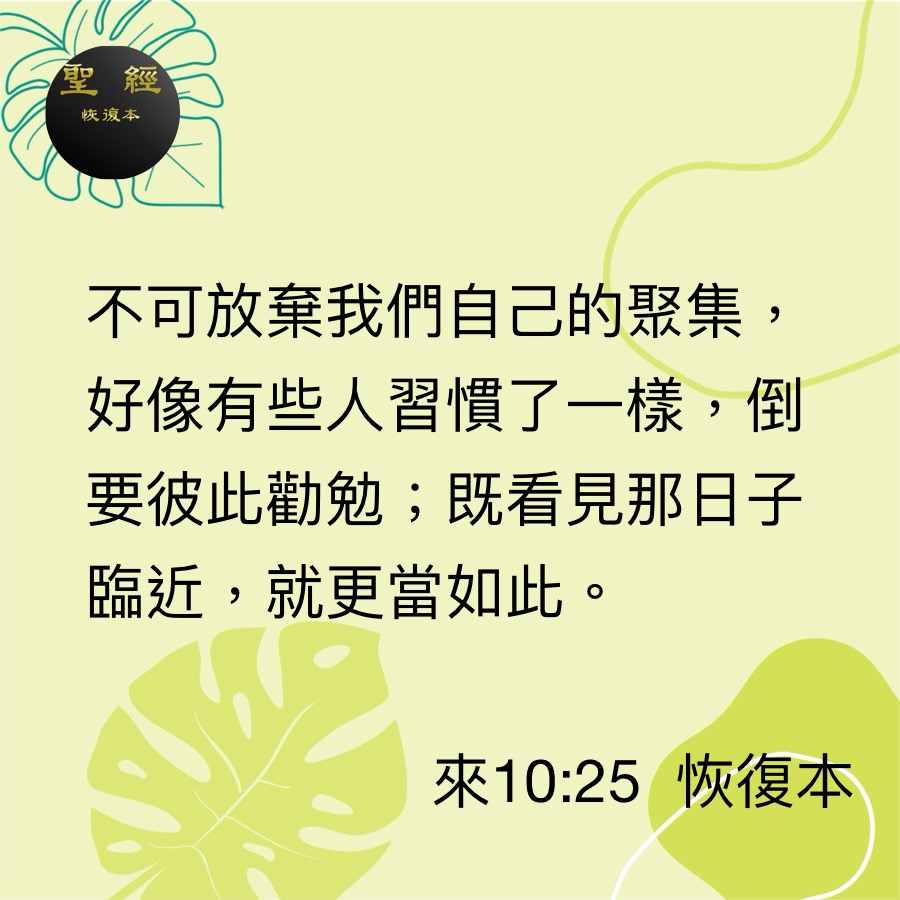 聖 經
恢復本
不可放棄我們自己的聚集，
好像有些人習慣了一樣，倒
要彼此勸勉；既看見那日子
臨近，就更當如此。
來10:25 恢復本